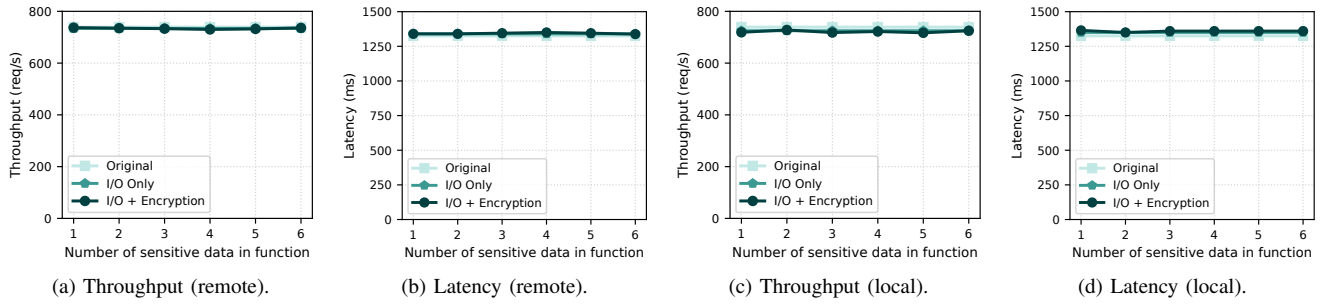 Throughput (req/s)
800
600
400
200
0
Original
I/O Only
I/O + Encryption
1 2 3 4 5 6
Number of sensitive data in function
(a) Throughput (remote).
Latency (ms)
1500
1250
1000
750
500
250
0
Original
I/O Only
I/O + Encryption
1 2 3 4 5 6
Number of sensitive data in function
(b) Latency (remote).
Throughput (req/s)
800
600
400
200
0
Original
I/O Only
I/O + Encryption
1 2 3 4 5 6
Number of sensitive data in function
(c) Throughput (local).
Latency (ms)
1500
1250
1000
750
500
250
0
Original
I/O Only
I/O + Encryption
1 2 3 4 5 6
Number of sensitive data in function
(d) Latency (local).